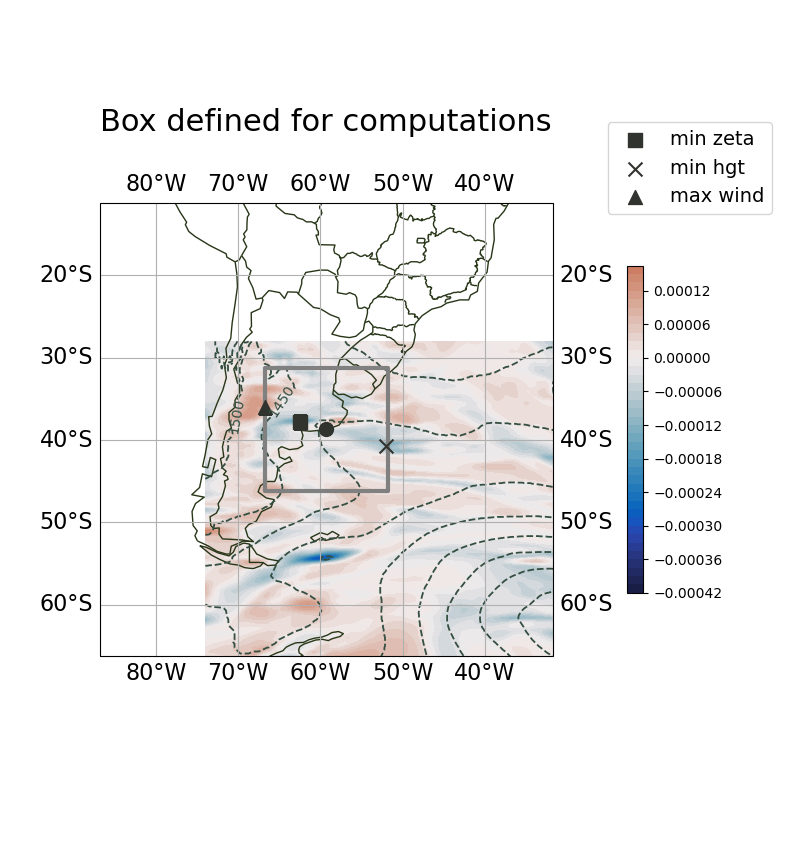 Box defined for computations
min zeta
min hgt
max wind
80°W 70°W 60°W 50°W 40°W
20°S 20°S
30°S 30°S
40°S 40°S
50°S 50°S
60°S 60°S
1500
1450
80°W 70°W 60°W 50°W 40°W
0.00012
0.00006
0.00000
−0.00006
−0.00012
−0.00018
−0.00024
−0.00030
−0.00036
−0.00042